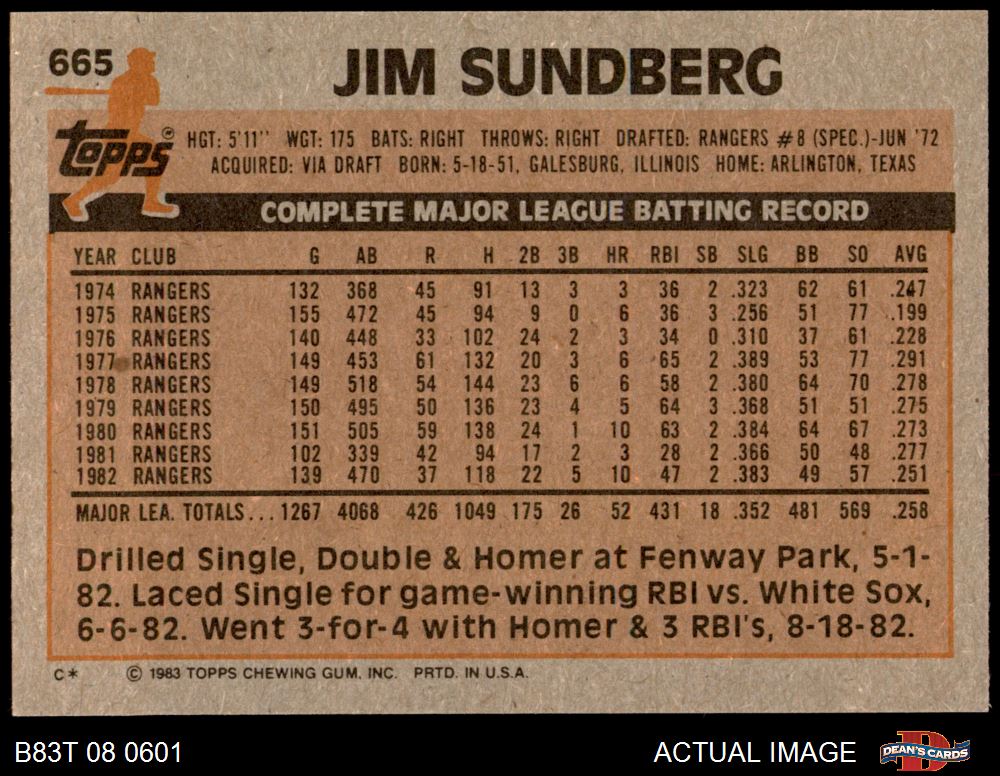 665
JIM SUNDBERG
topps ®
HGT: 5'11" WGT: 175 BATS: RIGHT THROWS: RIGHT DRAFTED: RANGERS #8 (SPEC.)-JUN '72
ACQUIRED: VIA DRAFT BORN: 5-18-51, GALESBURG, ILLINOIS HOME: ARLINGTON, TEXAS
COMPLETE MAJOR LEAGUE BATTING RECORD
YEAR CLUB G AB R H 2B 3B HR RBI SB SLG BB SO AVG
1974 RANGERS 132 368 45 91 13 3 3 36 2 .323 62 61 .247
1975 RANGERS 155 472 45 94 9 0 6 36 3 .256 51 77 .199
1976 RANGERS 140 448 33 102 24 2 3 34 0 .310 37 61 .228
1977 RANGERS 149 453 61 132 20 3 6 65 2 .389 53 77 .291
1978 RANGERS 149 518 54 144 23 6 6 58 2 .380 64 70 .278
1979 RANGERS 150 495 50 136 23 4 5 64 3 .368 51 51 .275
1980 RANGERS 151 505 59 138 24 1 10 63 2 .384 64 67 .273
1981 RANGERS 102 339 42 94 17 2 3 28 2 .366 50 48 .277
1982 RANGERS 139 470 37 118 22 5 10 47 2 .383 49 57 .251
MAJOR LEA. TOTALS...1267 4068 426 1049 175 26 52 431 18 .352 481 569 .258
Drilled Single, Double & Homer at Fenway Park, 5-1-
82. Laced Single for game-winning RBI vs. White Sox,
6-6-82. Went 3-for-4 with Homer & 3 RBI's, 8-18-82.
C* © 1983 TOPPS CHEWING GUM, INC. PRTD. IN U.S.A.
B83T 08 0601 ACTUAL IMAGE D DEAN'S CARDS